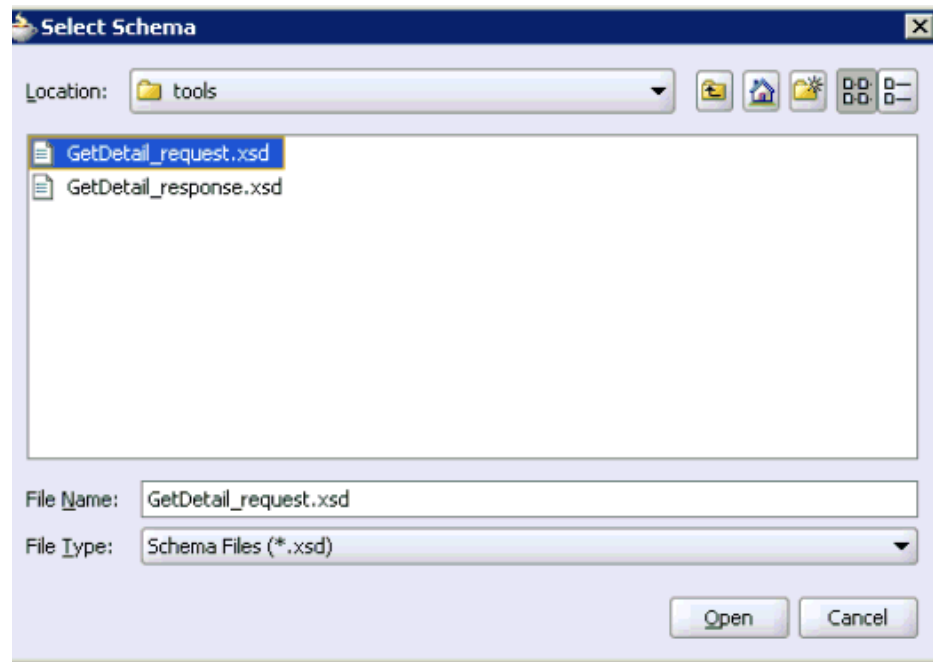 Select Schema
Location: tools
GetDetail_request.xsd
GetDetail_response.xsd
File Name: GetDetail_request.xsd
File Type: Schema Files (*.xsd)
Open Cancel